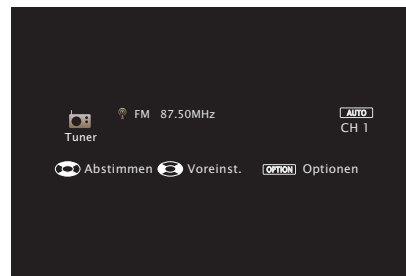 FM 87.50MHz
AUTO
CH 1
Tuner
Abstimmen Voreinst. OPTION Optionen